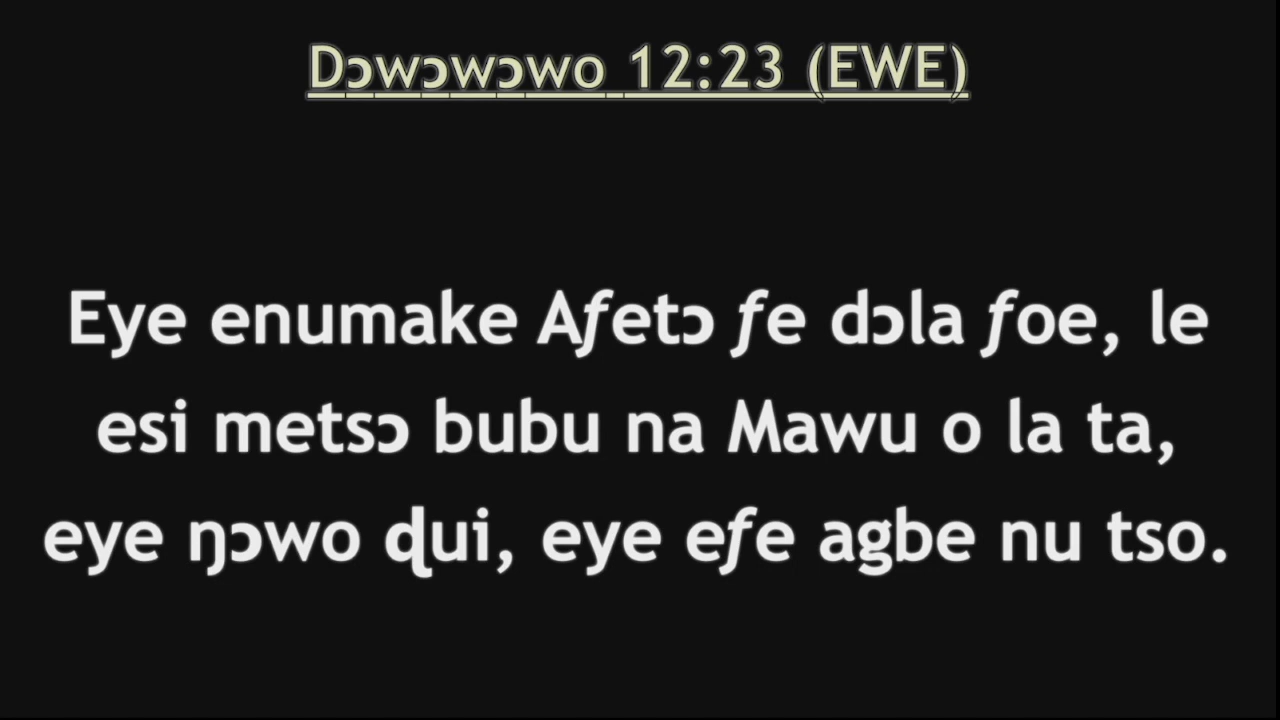 Dɔwɔwɔwo 12:23 (EWE)
Eye enumake Aƒetɔ ƒe dɔla ƒoe, le
esi metsɔ bubu na Mawu o la ta,
eye ŋɔwo ɖui, eye eƒe agbe nu tso.